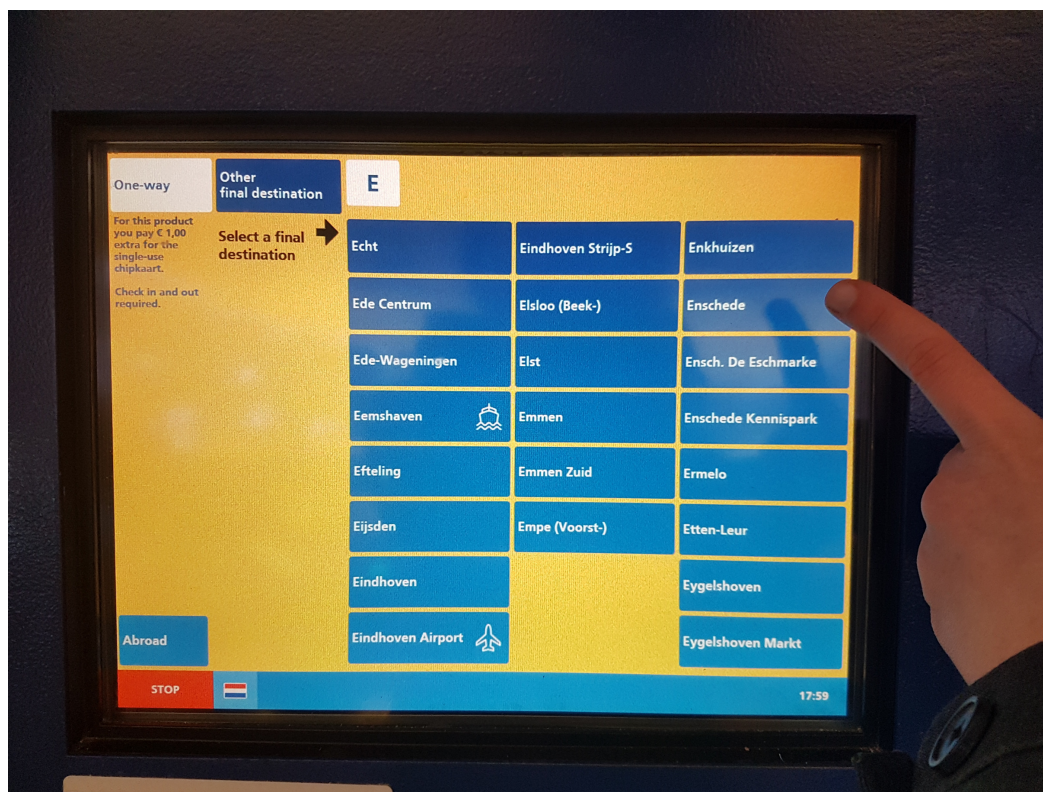 One-way
Other
final destination
E
For this product
you pay € 1,00
extra for the
single-use
chipkaart.
Check in and out
required.
Select a final
destination
Echt
Ede Centrum
Ede-Wageningen
Eemshaven
Efteling
Eijsden
Eindhoven
Eindhoven Airport
Eindhoven Strijp-S
Elsloo (Beek-)
Elst
Emmen
Emmen Zuid
Empe (Voorst-)
Enkhuizen
Enschede
Ensch. De Eschmarke
Enschede Kennispark
Ermelo
Etten-Leur
Eygelshoven
Eygelshoven Markt
Abroad
STOP
17:59